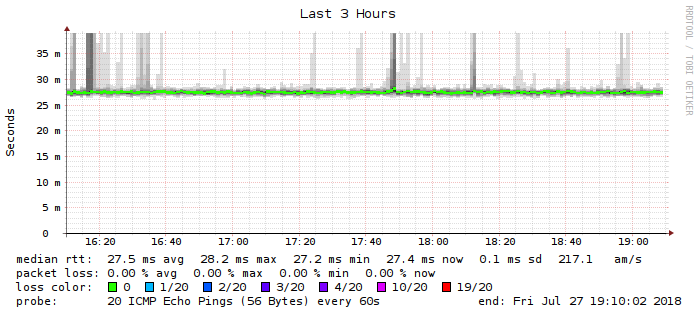 Last 3 Hours
RRDTOOL / TOBI OETIKER
Seconds
35 m
30 m
25 m
20 m
15 m
10 m
5 m
0
16:20 16:40 17:00 17:20 17:40 18:00 18:20 18:40 19:00
median rtt: 27.5 ms avg 28.2 ms max 27.2 ms min 27.4 ms now 0.1 ms sd 217.1 am/s
packet loss: 0.00 % avg 0.00 % max 0.00 % min 0.00 % now
loss color: 0 1/20 2/20 3/20 4/20 10/20 19/20
probe: 20 ICMP Echo Pings (56 Bytes) every 60s end: Fri Jul 27 19:10:02 2018